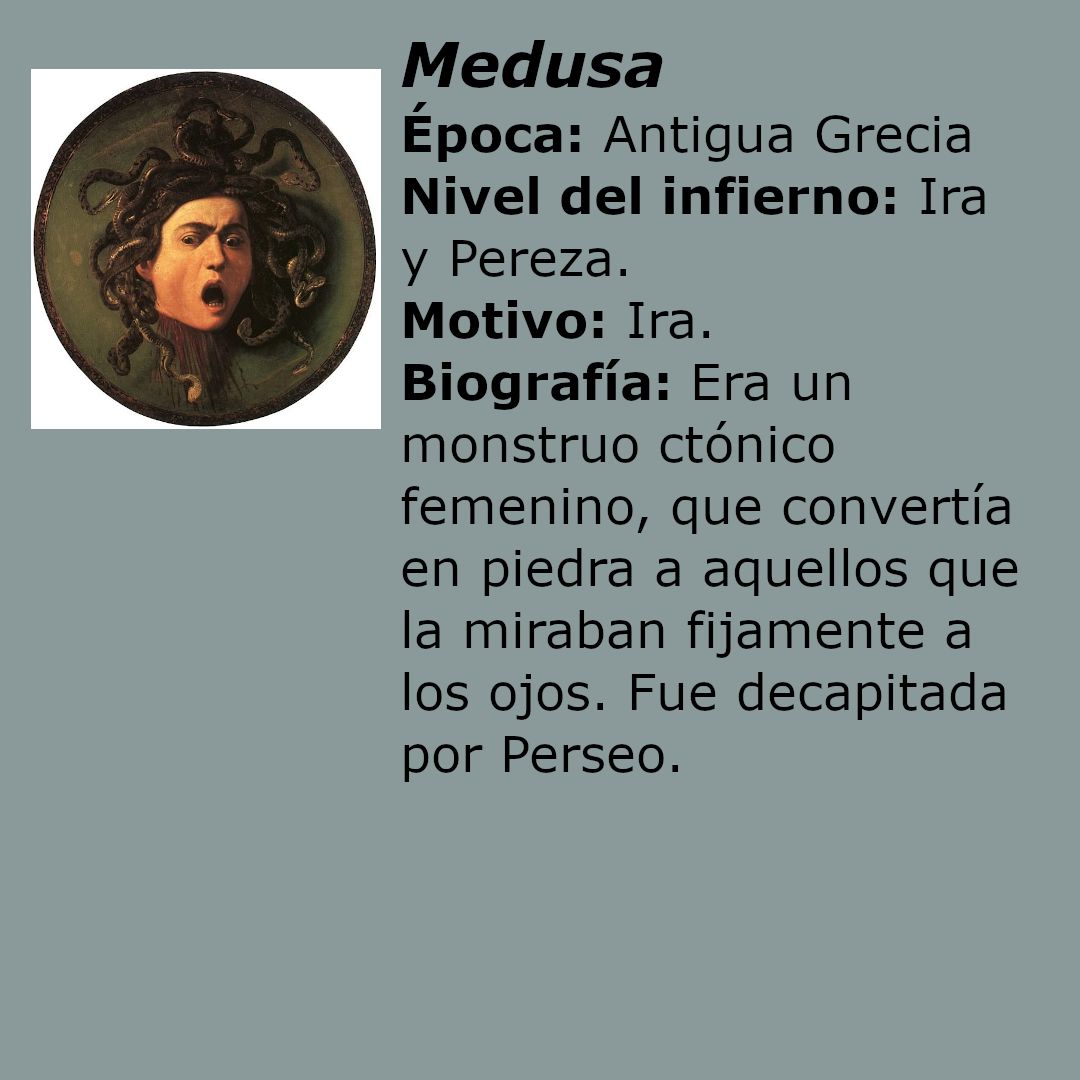 Medusa
Época: Antigua Grecia
Nivel del infierno: Ira
y Pereza.
Motivo: Ira.
Biografía: Era un
monstruo ctónico
femenino, que convertía
en piedra a aquellos que
la miraban fijamente a
los ojos. Fue decapitada
por Perseo.